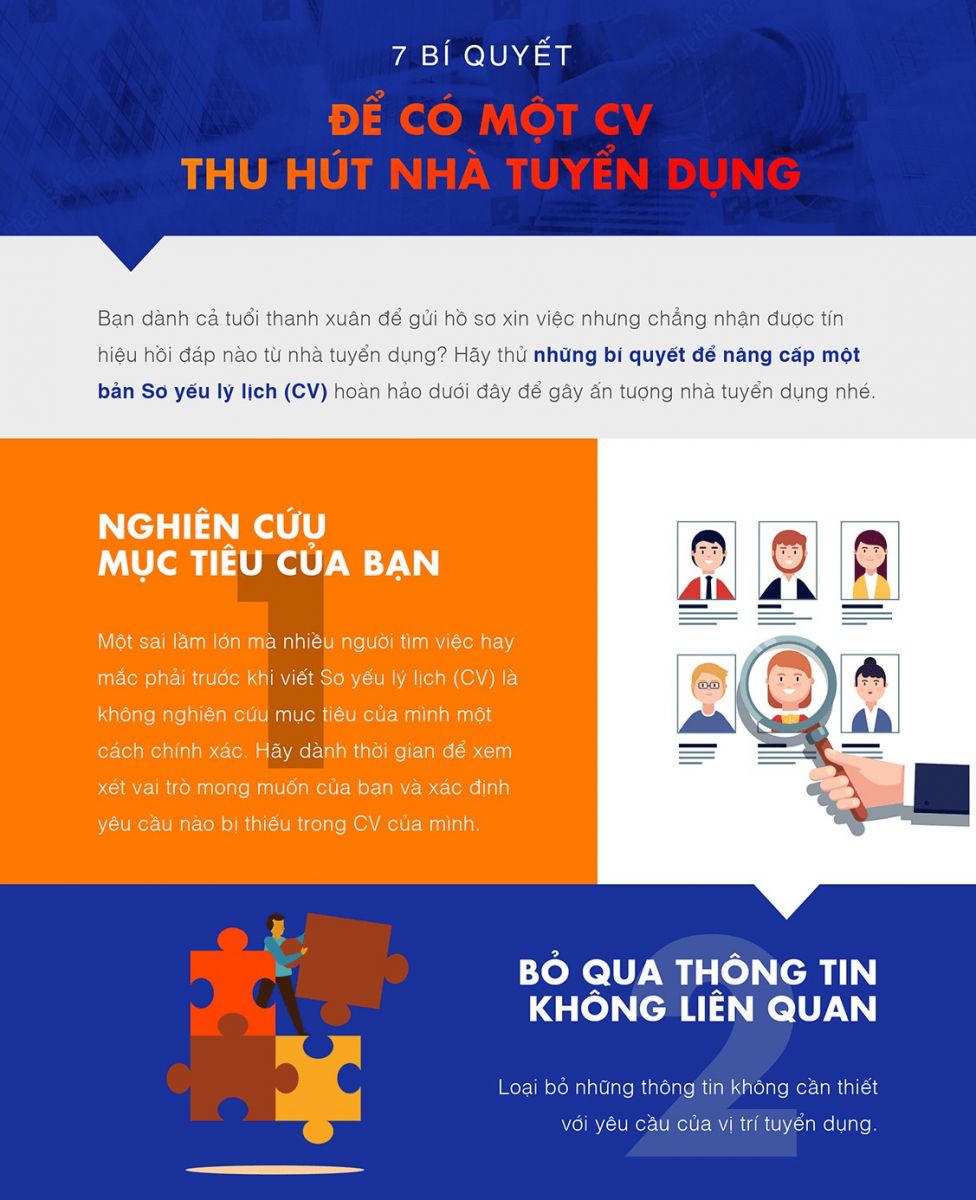 7 BÍ QUYẾT
ĐỂ CÓ MỘT CV
THU HÚT NHÀ TUYỂN DỤNG
Bạn dành cả tuổi thanh xuân để gửi hồ sơ xin việc nhưng chẳng nhận được tín
hiệu hồi đáp nào từ nhà tuyển dụng? Hãy thử những bí quyết để nâng cấp một
bản Sơ yếu lý lịch (CV) hoàn hảo dưới đây để gây ấn tượng nhà tuyển dụng nhé.
NGHIÊN CỨU
MỤC TIÊU CỦA BẠN
1
Một sai lầm lớn mà nhiều người tìm việc hay
mắc phải trước khi viết Sơ yếu lý lịch (CV) là
không nghiên cứu mục tiêu của mình một
cách chính xác. Hãy dành thời gian để xem
xét vai trò mong muốn của bạn và xác định
yêu cầu nào bị thiếu trong CV của mình.
BỎ QUA THÔNG TIN
KHÔNG LIÊN QUAN
2
Loại bỏ những thông tin không cần thiết
với yêu cầu của vị trí tuyển dụng.